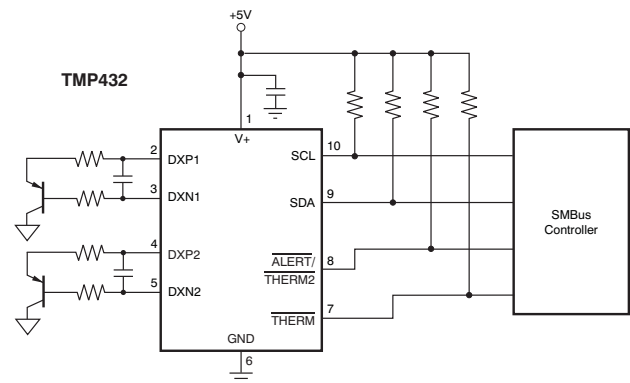 +5V
TMP432
1
V+
2
DXP1
3
DXN1
4
DXP2
5
DXN2
10
SCL
9
SDA
8
ALERT/
THERM2
7
THERM
GND
6
SMBus
Controller